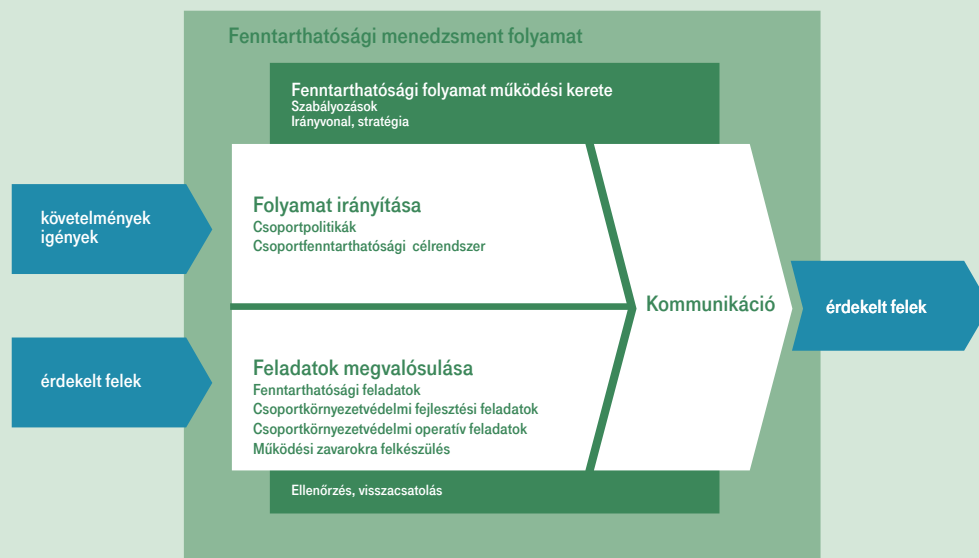 Fenntarthatósági menedzsment folyamat
Fenntarthatósági folyamat működési kerete
Szabályozások
Irányvonal, stratégia
követelmények
igények
érdekelt felek
Folyamat irányítása
Csoportpolitikák
Csoportfenntarthatósági célrendszer
Feladatok megvalósulása
Fenntarthatósági feladatok
Csoportkörnyezetvédelmi fejlesztési feladatok
Csoportkörnyezetvédelmi operatív feladatok
Működési zavarokra felkészülés
Kommunikáció
érdekelt felek
Ellenőrzés, visszacsatolás